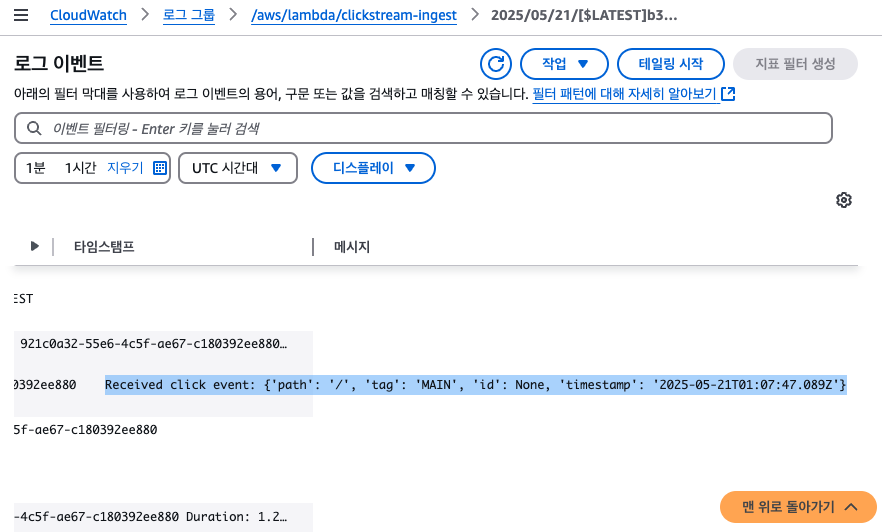 CloudWatch > 로그 그룹 > /aws/lambda/clickstream-ingest > 2025/05/21/[$LATEST]b3...
로그 이벤트
작업
테일링 시작
지표 필터 생성
아래의 필터 막대를 사용하여 로그 이벤트의 용어, 구문 또는 값을 검색하고 매칭할 수 있습니다. 필터 패턴에 대해 자세히 알아보기
이벤트 필터링 - Enter 키를 눌러 검색
1분 1시간 지우기 UTC 시간대 디스플레이
타임스탬프 메시지
EST
921c0a32-55e6-4c5f-ae67-c180392ee880…
0392ee880 Received click event: {'path': '/', 'tag': 'MAIN', 'id': None, 'timestamp': '2025-05-21T01:07:47.089Z'}
5f-ae67-c180392ee880
-4c5f-ae67-c180392ee880 Duration: 1.2…
맨 위로 돌아가기